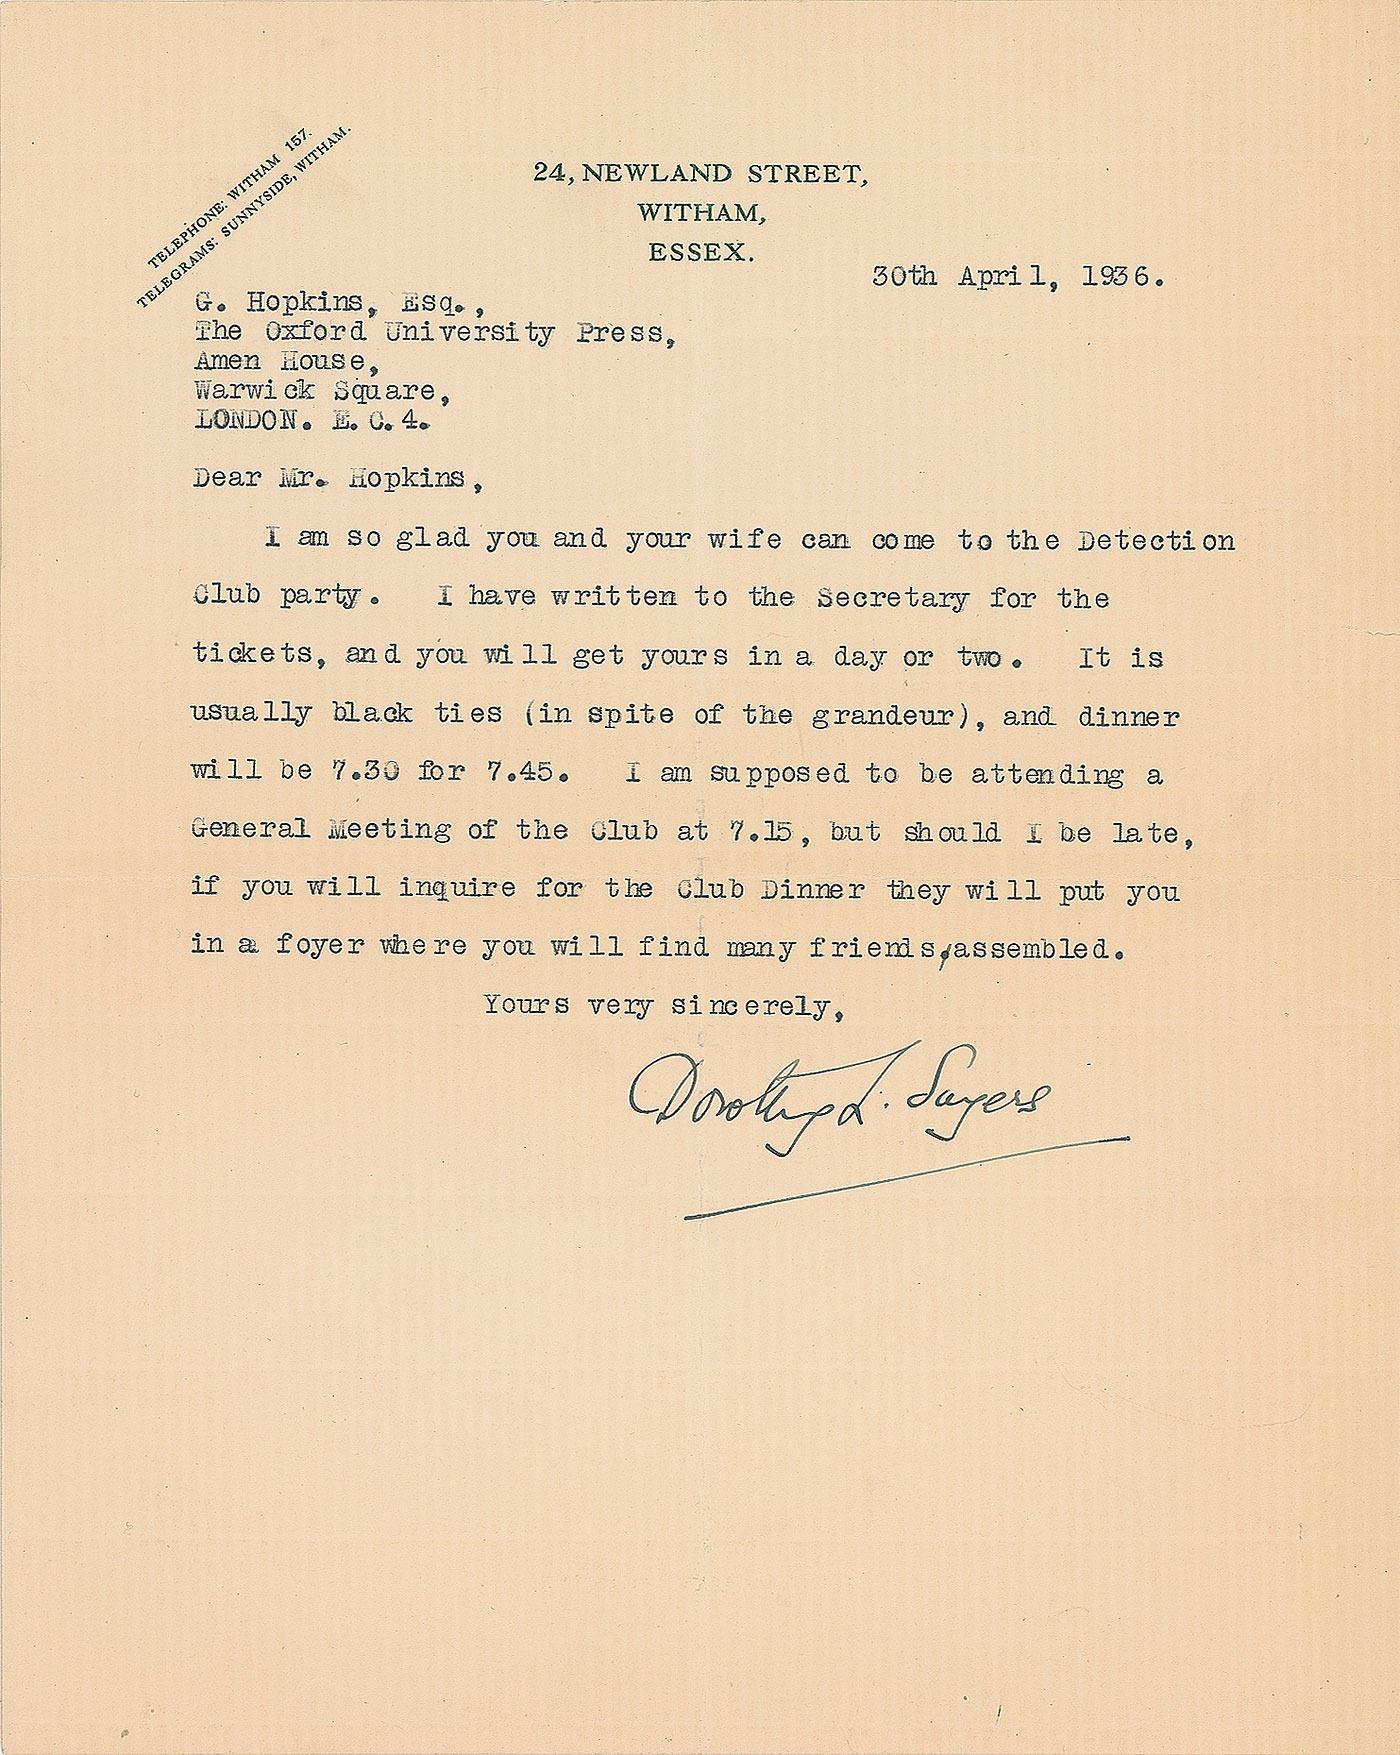 TELEPHONE: WITHAM 157.
TELEGRAMS: SUNNYSIDE, WITHAM.
24, NEWLAND STREET,
WITHAM,
ESSEX.
30th April, 1936.
G. Hopkins, Esq.,
The Oxford University Press,
Amen House,
Warwick Square,
LONDON. E.C.4.
Dear Mr. Hopkins,
I am so glad you and your wife can come to the Detection
Club party. I have written to the Secretary for the
tickets, and you will get yours in a day or two. It is
usually black ties (in spite of the grandeur), and dinner
will be 7.30 for 7.45. I am supposed to be attending a
General Meeting of the Club at 7.15, but should I be late,
if you will inquire for the Club Dinner they will put you
in a foyer where you will find many friends, assembled.
Yours very sincerely,
Dorothy L. Sayers